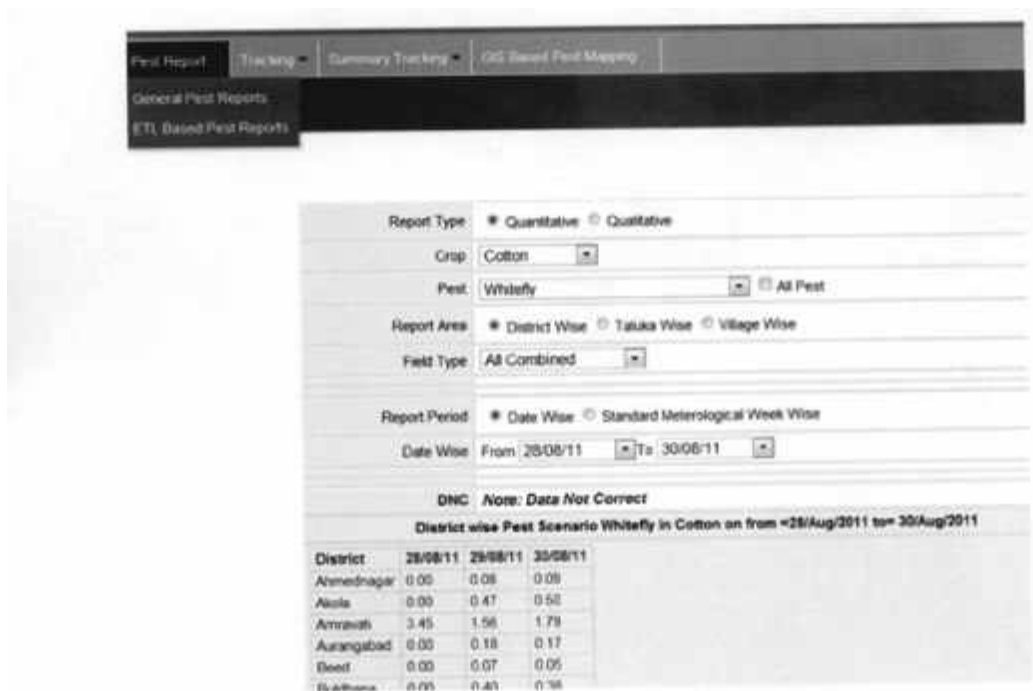 Pest Report Tracking Summary Tracking GIS Based Pest Mapping
General Pest Reports
ETL Based Pest Reports
Report Type Quantitative Qualitative
Crop Cotton
Pest Whitefly All Pest
Report Area District Wise Taluka Wise Village Wise
Field Type All Combined
Report Period Date Wise Standard Meterological Week Wise
Date Wise From 28/08/11 To 30/08/11
DNC Note: Data Not Correct
District wise Pest Scenario Whitefly in Cotton on from =28/Aug/2011 to= 30/Aug/2011
District 28/08/11 29/08/11 30/08/11
Ahmednagar 0.00 0.08 0.09
Akola 0.00 0.47
Amravati 3.45 1.56 1.79
Aurangabad 0.00 0.18 0.17
Beed 0.00 0.07 0.05
Buldhana 0.00 0.40